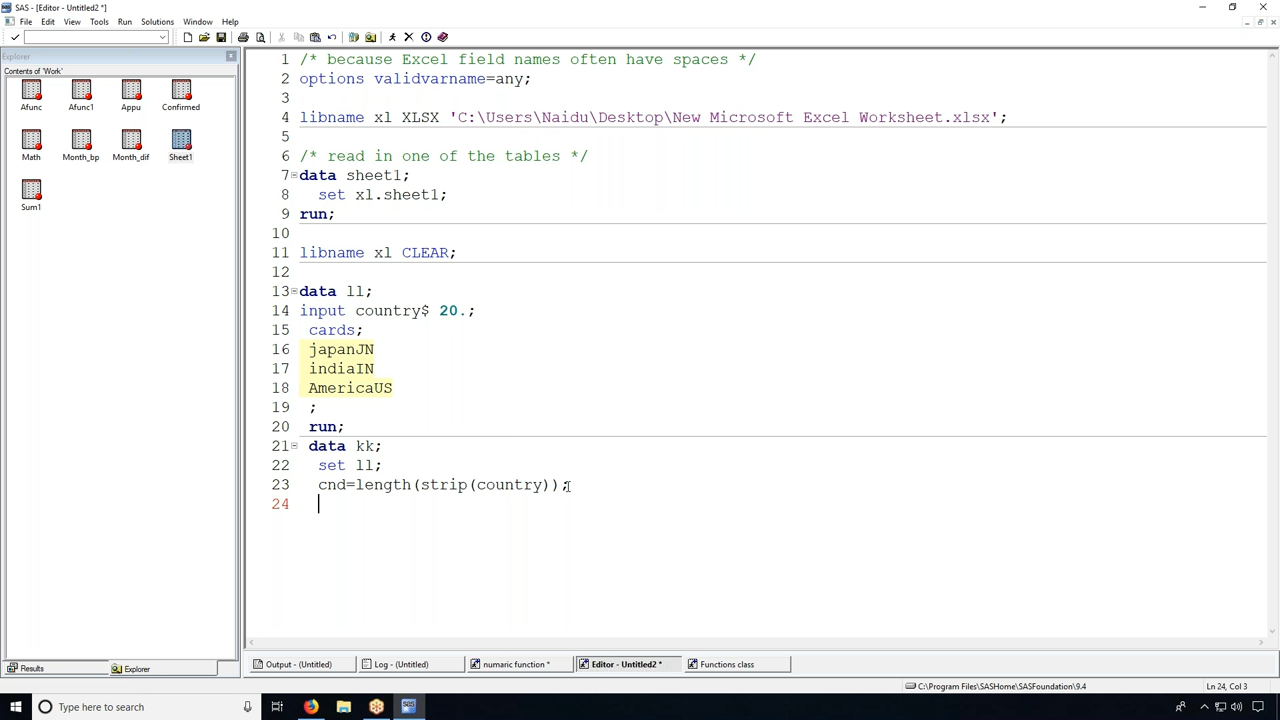 SAS - [Editor - Untitled2 *]
File Edit View Tools Run Solutions Window Help
Explorer
Contents of 'Work'
Afunc Afunc1 Appu Confirmed
Math Month_bp Month_dif Sheet1
Sum1
1 /* because Excel field names often have spaces */
2 options validvarname=any;
3
4 libname xl XLSX 'C:\Users\Naidu\Desktop\New Microsoft Excel Worksheet.xlsx';
5
6 /* read in one of the tables */
7 data sheet1;
8 set xl.sheet1;
9 run;
10
11 libname xl CLEAR;
12
13 data ll;
14 input country$ 20.;
15 cards;
16 japanJN
17 indiaIN
18 AmericaUS
19 ;
20 run;
21 data kk;
22 set ll;
23 cnd=length(strip(country));
24
Results Explorer
Output - (Untitled) Log - (Untitled) numaric function * Editor - Untitled2 * Functions class
C:\Program Files\SASHome\SASFoundation\9.4 Ln 24, Col 3
Type here to search